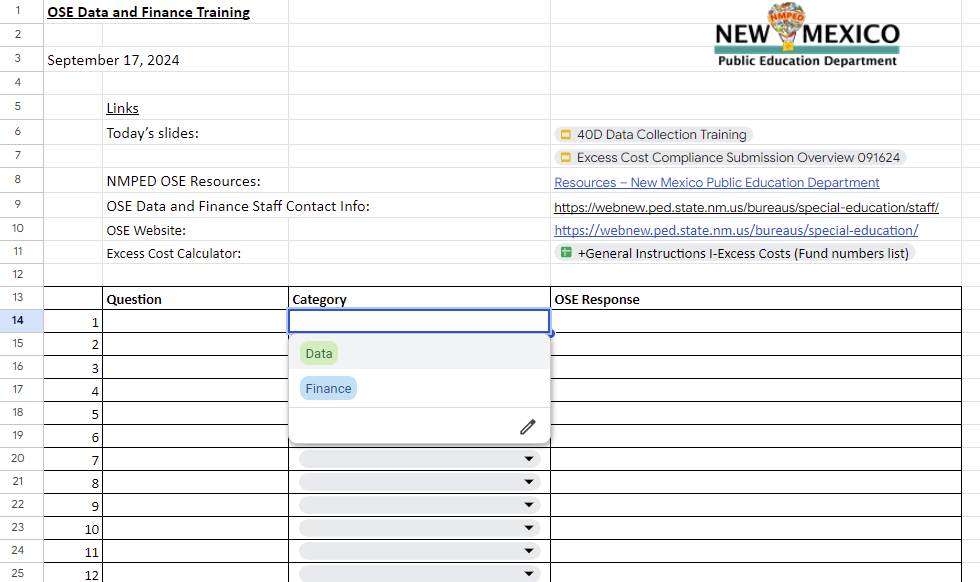 1 OSE Data and Finance Training
NMPED
NEW MEXICO
Public Education Department
2
3 September 17, 2024
4
5 Links
6 Today's slides: 40D Data Collection Training
7 Excess Cost Compliance Submission Overview 091624
8 NMPED OSE Resources: Resources – New Mexico Public Education Department
9 OSE Data and Finance Staff Contact Info: https://webnew.ped.state.nm.us/bureaus/special-education/staff/
10 OSE Website: https://webnew.ped.state.nm.us/bureaus/special-education/
11 Excess Cost Calculator: +General Instructions I-Excess Costs (Fund numbers list)
12
13 Question Category OSE Response
14 1
15 2
Data
16 3
17 4
Finance
18 5
19 6
20 7
21 8
22 9
23 10
24 11
25 12